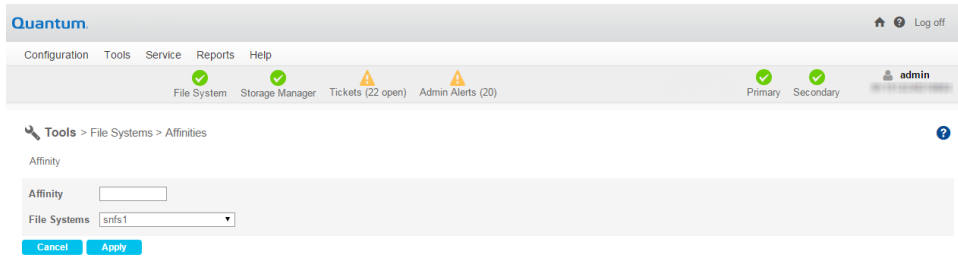 Quantum.
Log off
Configuration Tools Service Reports Help
File System Storage Manager Tickets (22 open) Admin Alerts (20) Primary Secondary admin
Tools > File Systems > Affinities
Affinity
Affinity
File Systems snfs1
Cancel Apply